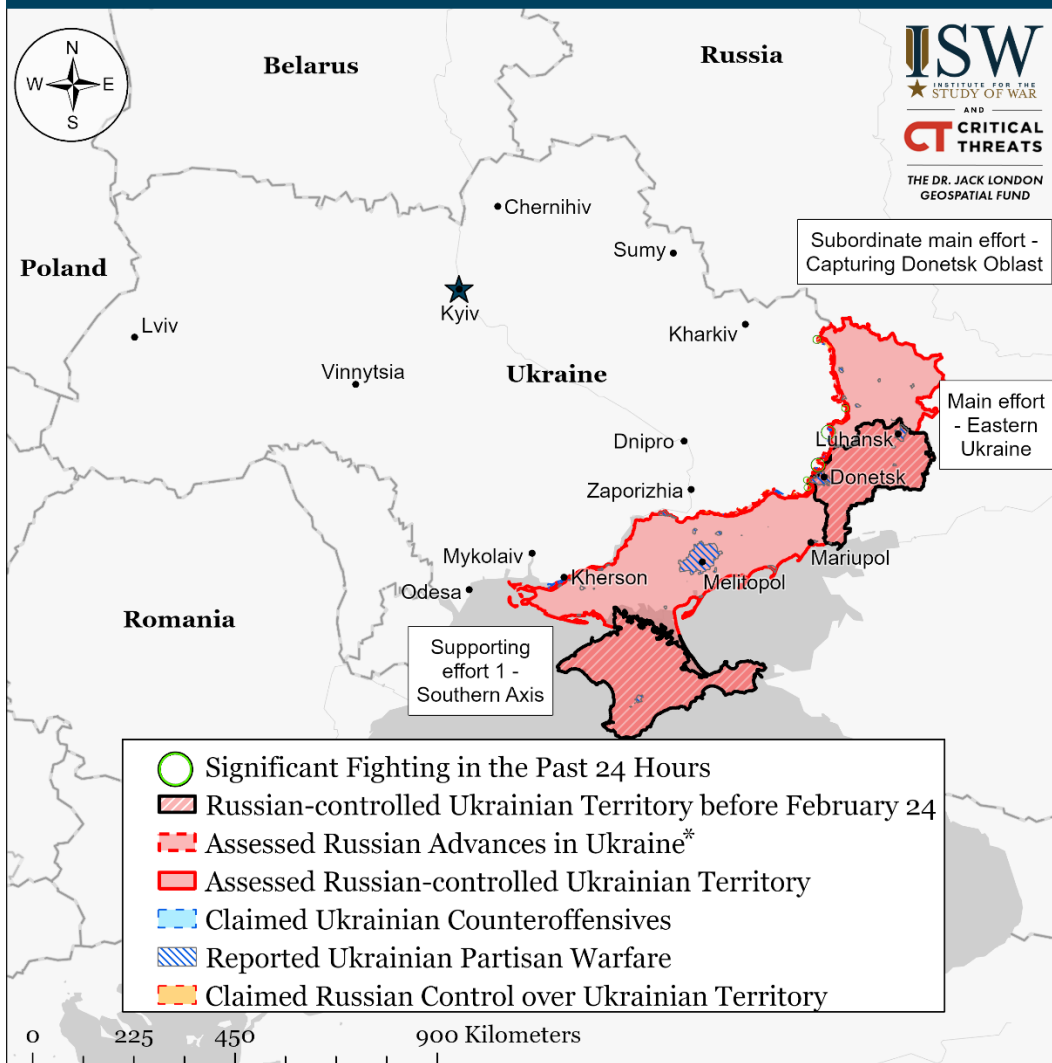 N
W E
S
Belarus
Russia
ISW
INSTITUTE FOR THE
STUDY OF WAR
AND
CT CRITICAL
THREATS
THE DR. JACK LONDON
GEOSPATIAL FUND
Chernihiv
Sumy
Subordinate main effort -
Capturing Donetsk Oblast
Poland
Kyiv
Lviv
Kharkiv
Vinnytsia
Ukraine
Main effort
- Eastern
Ukraine
Dnipro
Luhansk
Donetsk
Zaporizhia
Mykolaiv
Mariupol
Kherson
Melitopol
Odesa
Romania
Supporting
effort 1 -
Southern Axis
Significant Fighting in the Past 24 Hours
Russian-controlled Ukrainian Territory before February 24
Assessed Russian Advances in Ukraine*
Assessed Russian-controlled Ukrainian Territory
Claimed Ukrainian Counteroffensives
Reported Ukrainian Partisan Warfare
Claimed Russian Control over Ukrainian Territory
0 225 450 900 Kilometers